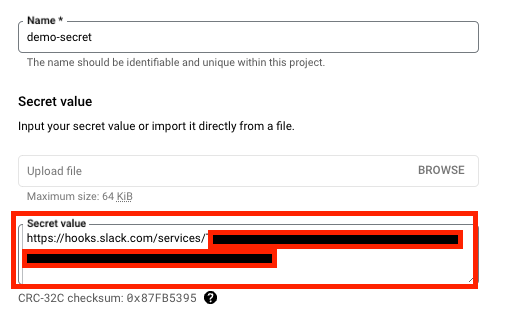 Name *
demo-secret
The name should be identifiable and unique within this project.
Secret value
Input your secret value or import it directly from a file.
Upload file
BROWSE
Maximum size: 64 KiB
Secret value
https://hooks.slack.com/services/
CRC-32C checksum: 0x87FB5395 ?